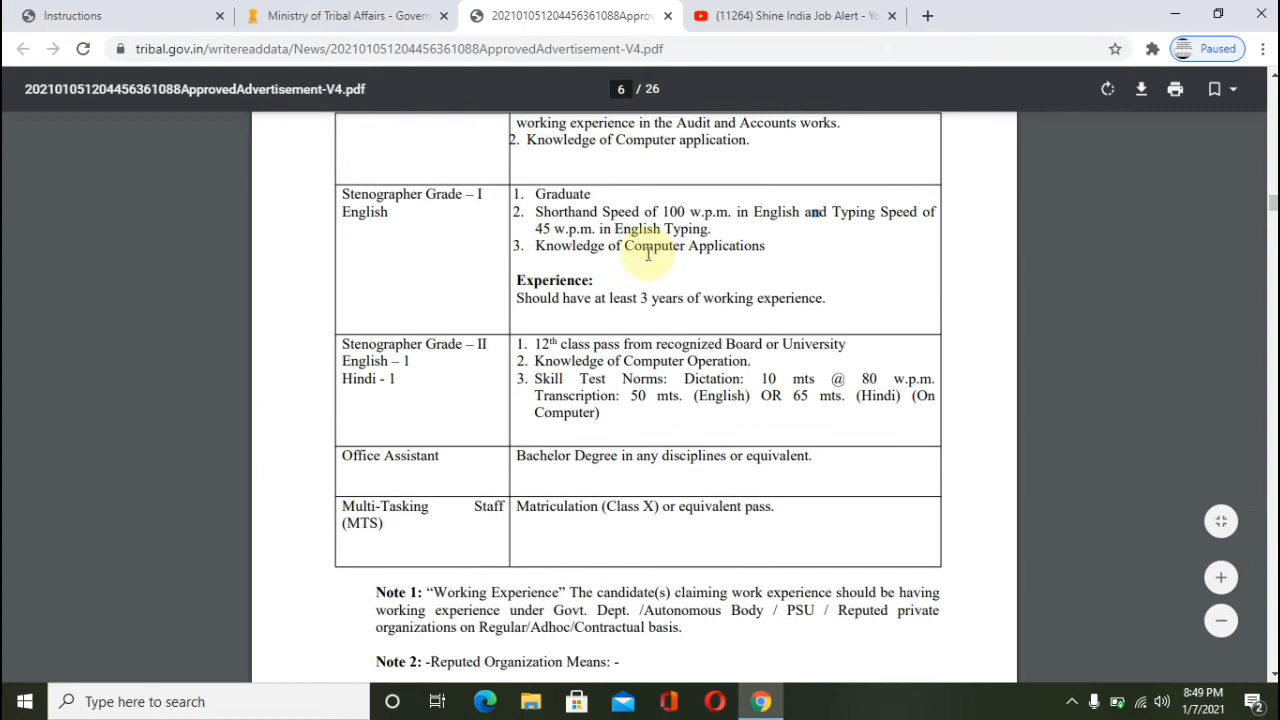 Instructions
Ministry of Tribal Affairs - Govern
202101051204456361088Approv
(11264) Shine India Job Alert - Yo
tribal.gov.in/writereaddata/News/202101051204456361088ApprovedAdvertisement-V4.pdf
Paused
202101051204456361088ApprovedAdvertisement-V4.pdf
6 / 26
working experience in the Audit and Accounts works.
2. Knowledge of Computer application.
Stenographer Grade – I
English
1. Graduate
2. Shorthand Speed of 100 w.p.m. in English and Typing Speed of
45 w.p.m. in English Typing.
3. Knowledge of Computer Applications
Experience:
Should have at least 3 years of working experience.
Stenographer Grade – II
English – 1
Hindi - 1
1. 12th class pass from recognized Board or University
2. Knowledge of Computer Operation.
3. Skill Test Norms: Dictation: 10 mts @ 80 w.p.m.
Transcription: 50 mts. (English) OR 65 mts. (Hindi) (On
Computer)
Office Assistant
Bachelor Degree in any disciplines or equivalent.
Multi-Tasking Staff
(MTS)
Matriculation (Class X) or equivalent pass.
Note 1: “Working Experience” The candidate(s) claiming work experience should be having
working experience under Govt. Dept. /Autonomous Body / PSU / Reputed private
organizations on Regular/Adhoc/Contractual basis.
Note 2: -Reputed Organization Means: -
Type here to search
8:49 PM
1/7/2021
2